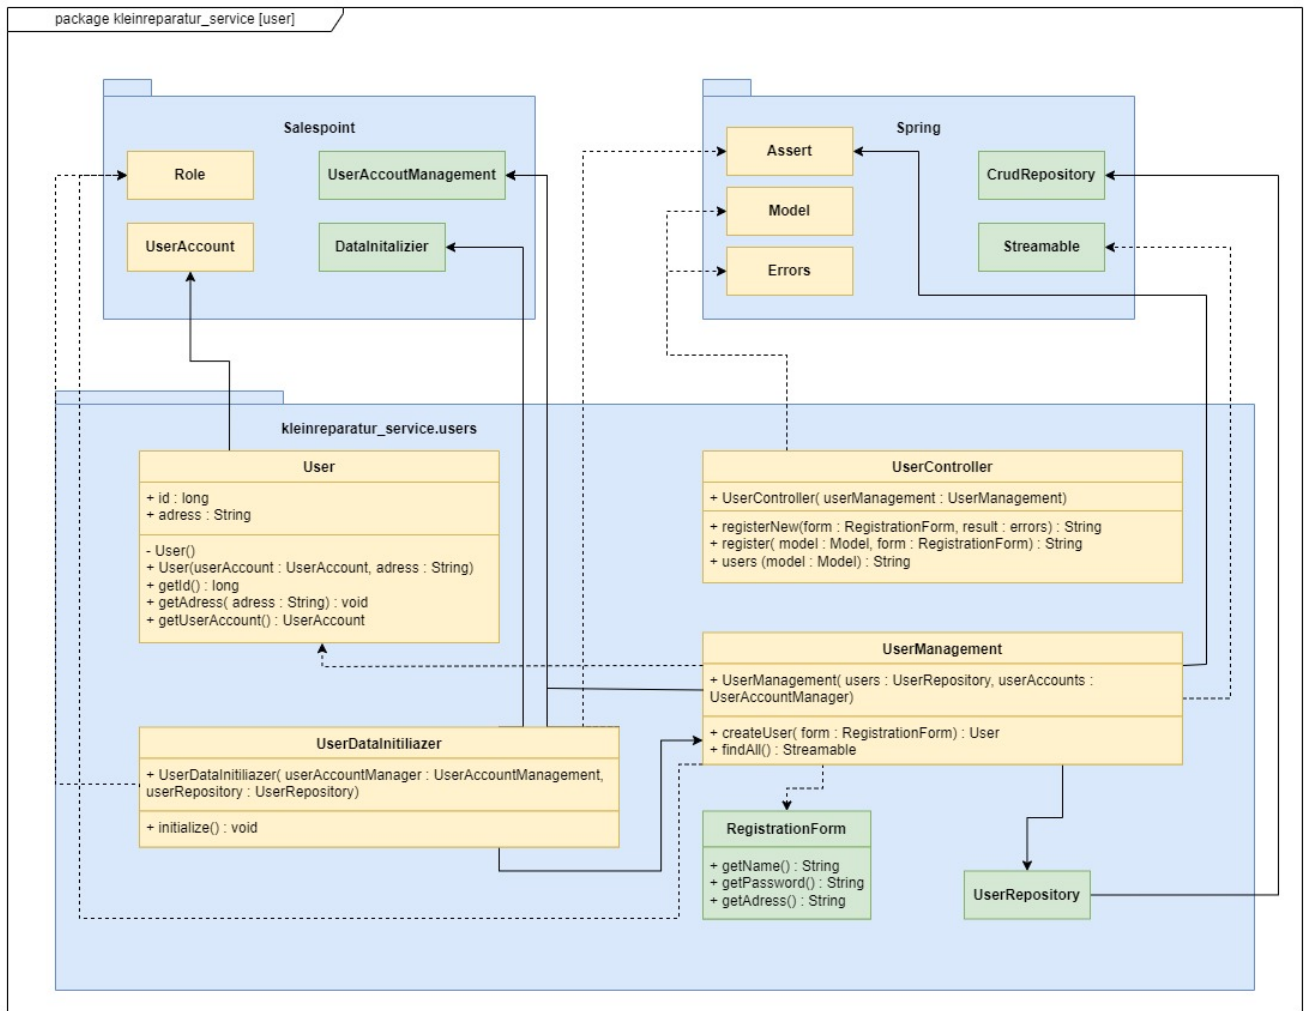 package kleinreparatur_service [user]
Salespoint
Role
UserAccoutManagement
UserAccount
DataInitalizier
Spring
Assert
Model
Errors
CrudRepository
Streamable
kleinreparatur_service.users
User
+ id : long
+ adress : String
- User()
+ User(userAccount : UserAccount, adress : String)
+ getId() : long
+ getAdress( adress : String) : void
+ getUserAccount() : UserAccount
UserController
+ UserController( userManagement : UserManagement)
+ registerNew(form : RegistrationForm, result : errors) : String
+ register( model : Model, form : RegistrationForm) : String
+ users (model : Model) : String
UserManagement
+ UserManagement( users : UserRepository, userAccounts :
UserAccountManager)
+ createUser( form : RegistrationForm) : User
+ findAll() : Streamable
UserDataInitiliazer
+ UserDataInitiliazer( userAccountManager : UserAccountManagement,
userRepository : UserRepository)
+ initialize() : void
RegistrationForm
+ getName() : String
+ getPassword() : String
+ getAdress() : String
UserRepository